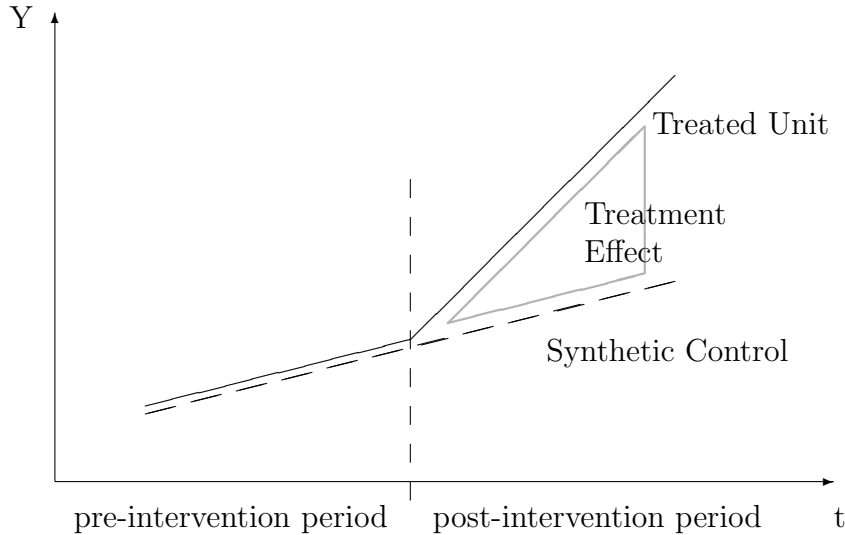 Y
Treated Unit
Treatment
Effect
Synthetic Control
pre-intervention period
post-intervention period
t